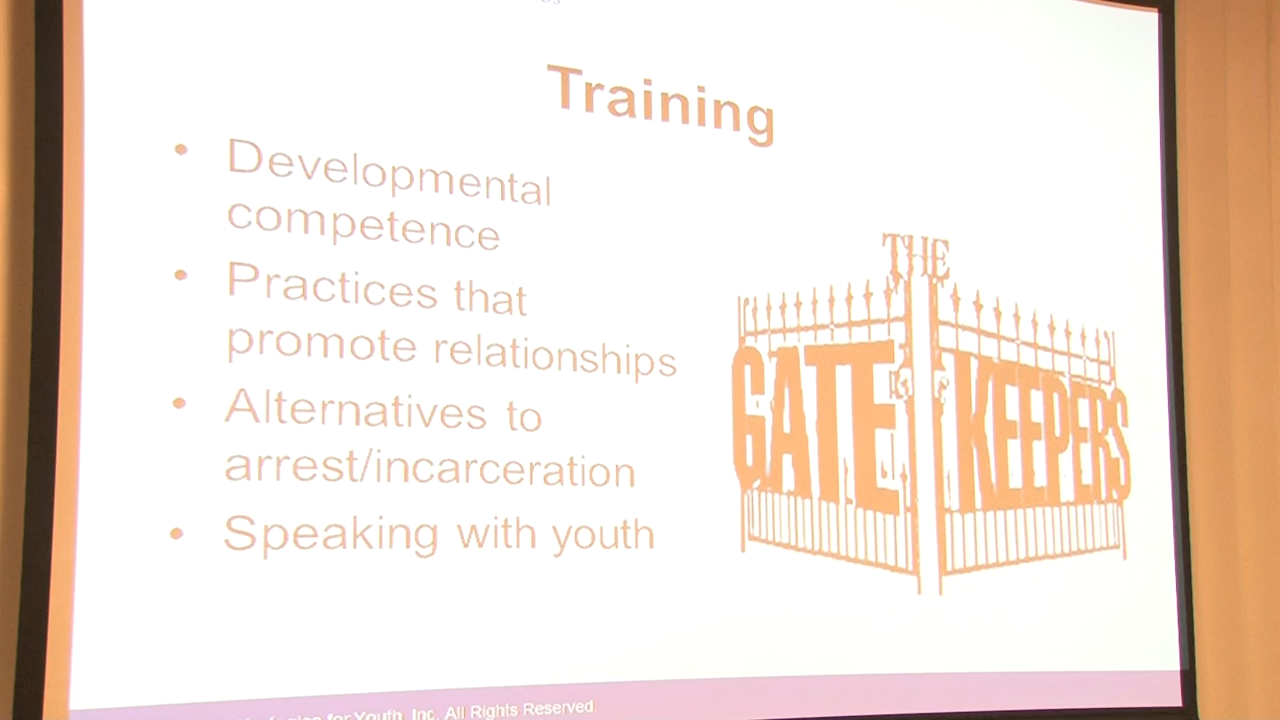 Training
• Developmental
competence
• Practices that
promote relationships
• Alternatives to
arrest/incarceration
• Speaking with youth
THE
GATE KEEPERS
for Youth, Inc. All Rights Reserved.